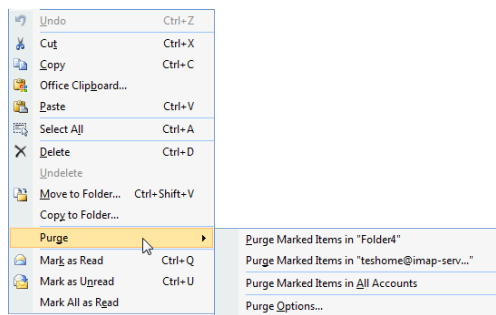 Undo Ctrl+Z
Cut Ctrl+X
Copy Ctrl+C
Office Clipboard...
Paste Ctrl+V
Select All Ctrl+A
Delete Ctrl+D
Undelete
Move to Folder... Ctrl+Shift+V
Copy to Folder...
Purge
Purge Marked Items in "Folder4"
Mark as Read Ctrl+Q
Purge Marked Items in "teshome@imap-serv..."
Mark as Unread Ctrl+U
Purge Marked Items in All Accounts
Mark All as Read
Purge Options...